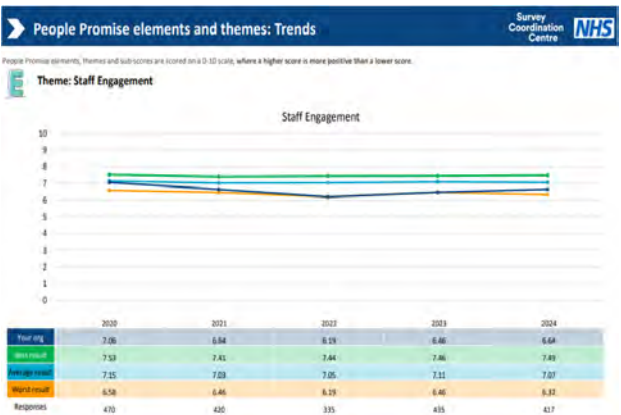 People Promise elements and themes: Trends
Survey
Coordination
Centre
NHS
People Promise elements, themes and sub-scores are scored on a 0-10 scale, where a higher score is more positive than a lower score.
E
Theme: Staff Engagement
Staff Engagement
10
9
8
7
6
5
4
3
2
1
0
2020 2021 2022 2023 2024
Your org 7.06 6.64 6.19 6.46 6.64
Best result 7.53 7.41 7.44 7.46 7.49
Average result 7.15 7.03 7.05 7.11 7.07
Worst result 6.58 6.46 6.19 6.46 6.32
Responses 470 420 335 435 417